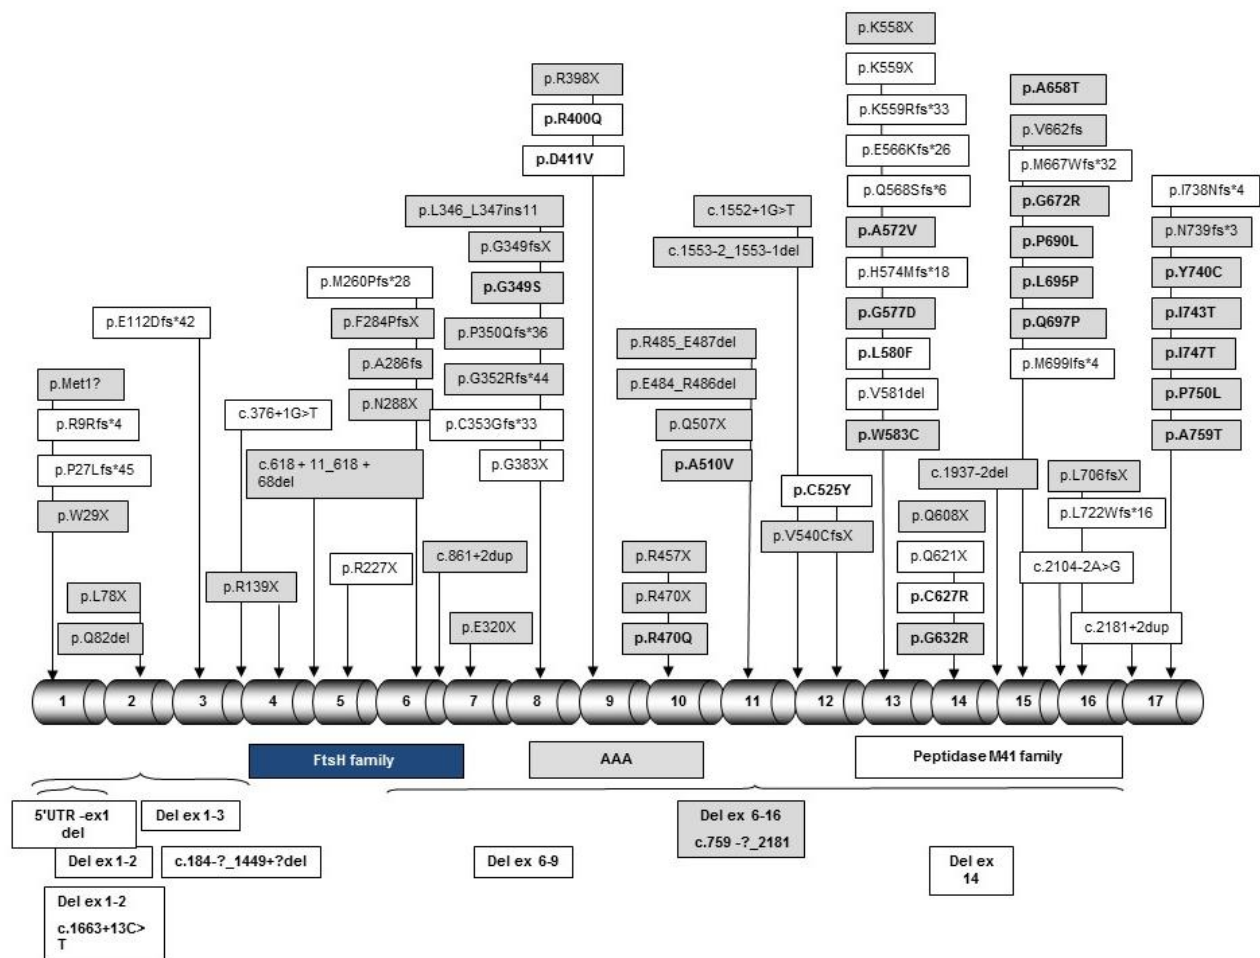 p.Met1?
p.R9Rfs*4
p.P27Lfs*45
p.W29X
p.L78X
p.Q82del
p.E112Dfs*42
c.376+1G>T
p.R139X
c.618 + 11_618 +
68del
p.R227X
p.M260Pfs*28
p.F284PfsX
p.A286fs
p.N288X
c.861+2dup
p.E320X
p.L346_L347ins11
p.G349fsX
p.G349S
p.P350Qfs*36
p.G352Rfs*44
p.C353Gfs*33
p.G383X
p.R398X
p.R400Q
p.D411V
p.R457X
p.R470X
p.R470Q
p.R485_E487del
p.E484_R486del
p.Q507X
p.A510V
c.1552+1G>T
c.1553-2_1553-1del
p.C525Y
p.V540CfsX
p.K558X
p.K559X
p.K559Rfs*33
p.E566Kfs*26
p.Q568Sfs*6
p.A572V
p.H574Mfs*18
p.G577D
p.L580F
p.V581del
p.W583C
p.Q608X
p.Q621X
p.C627R
p.G632R
c.1937-2del
p.A658T
p.V662fs
p.M667Wfs*32
p.G672R
p.P690L
p.L695P
p.Q697P
p.M699Ifs*4
c.2104-2A>G
p.L706fsX
p.L722Wfs*16
c.2181+2dup
p.I738Nfs*4
p.N739fs*3
p.Y740C
p.I743T
p.I747T
p.P750L
p.A759T
1 2 3 4 5 6 7 8 9 10 11 12 13 14 15 16 17
FtsH family
AAA
Peptidase M41 family
5'UTR -ex1
del
Del ex 1-3
Del ex 1-2
c.184-?_1449+?del
Del ex 1-2
c.1663+13C>
T
Del ex 6-9
Del ex 6-16
c.759 -?_2181
Del ex
14